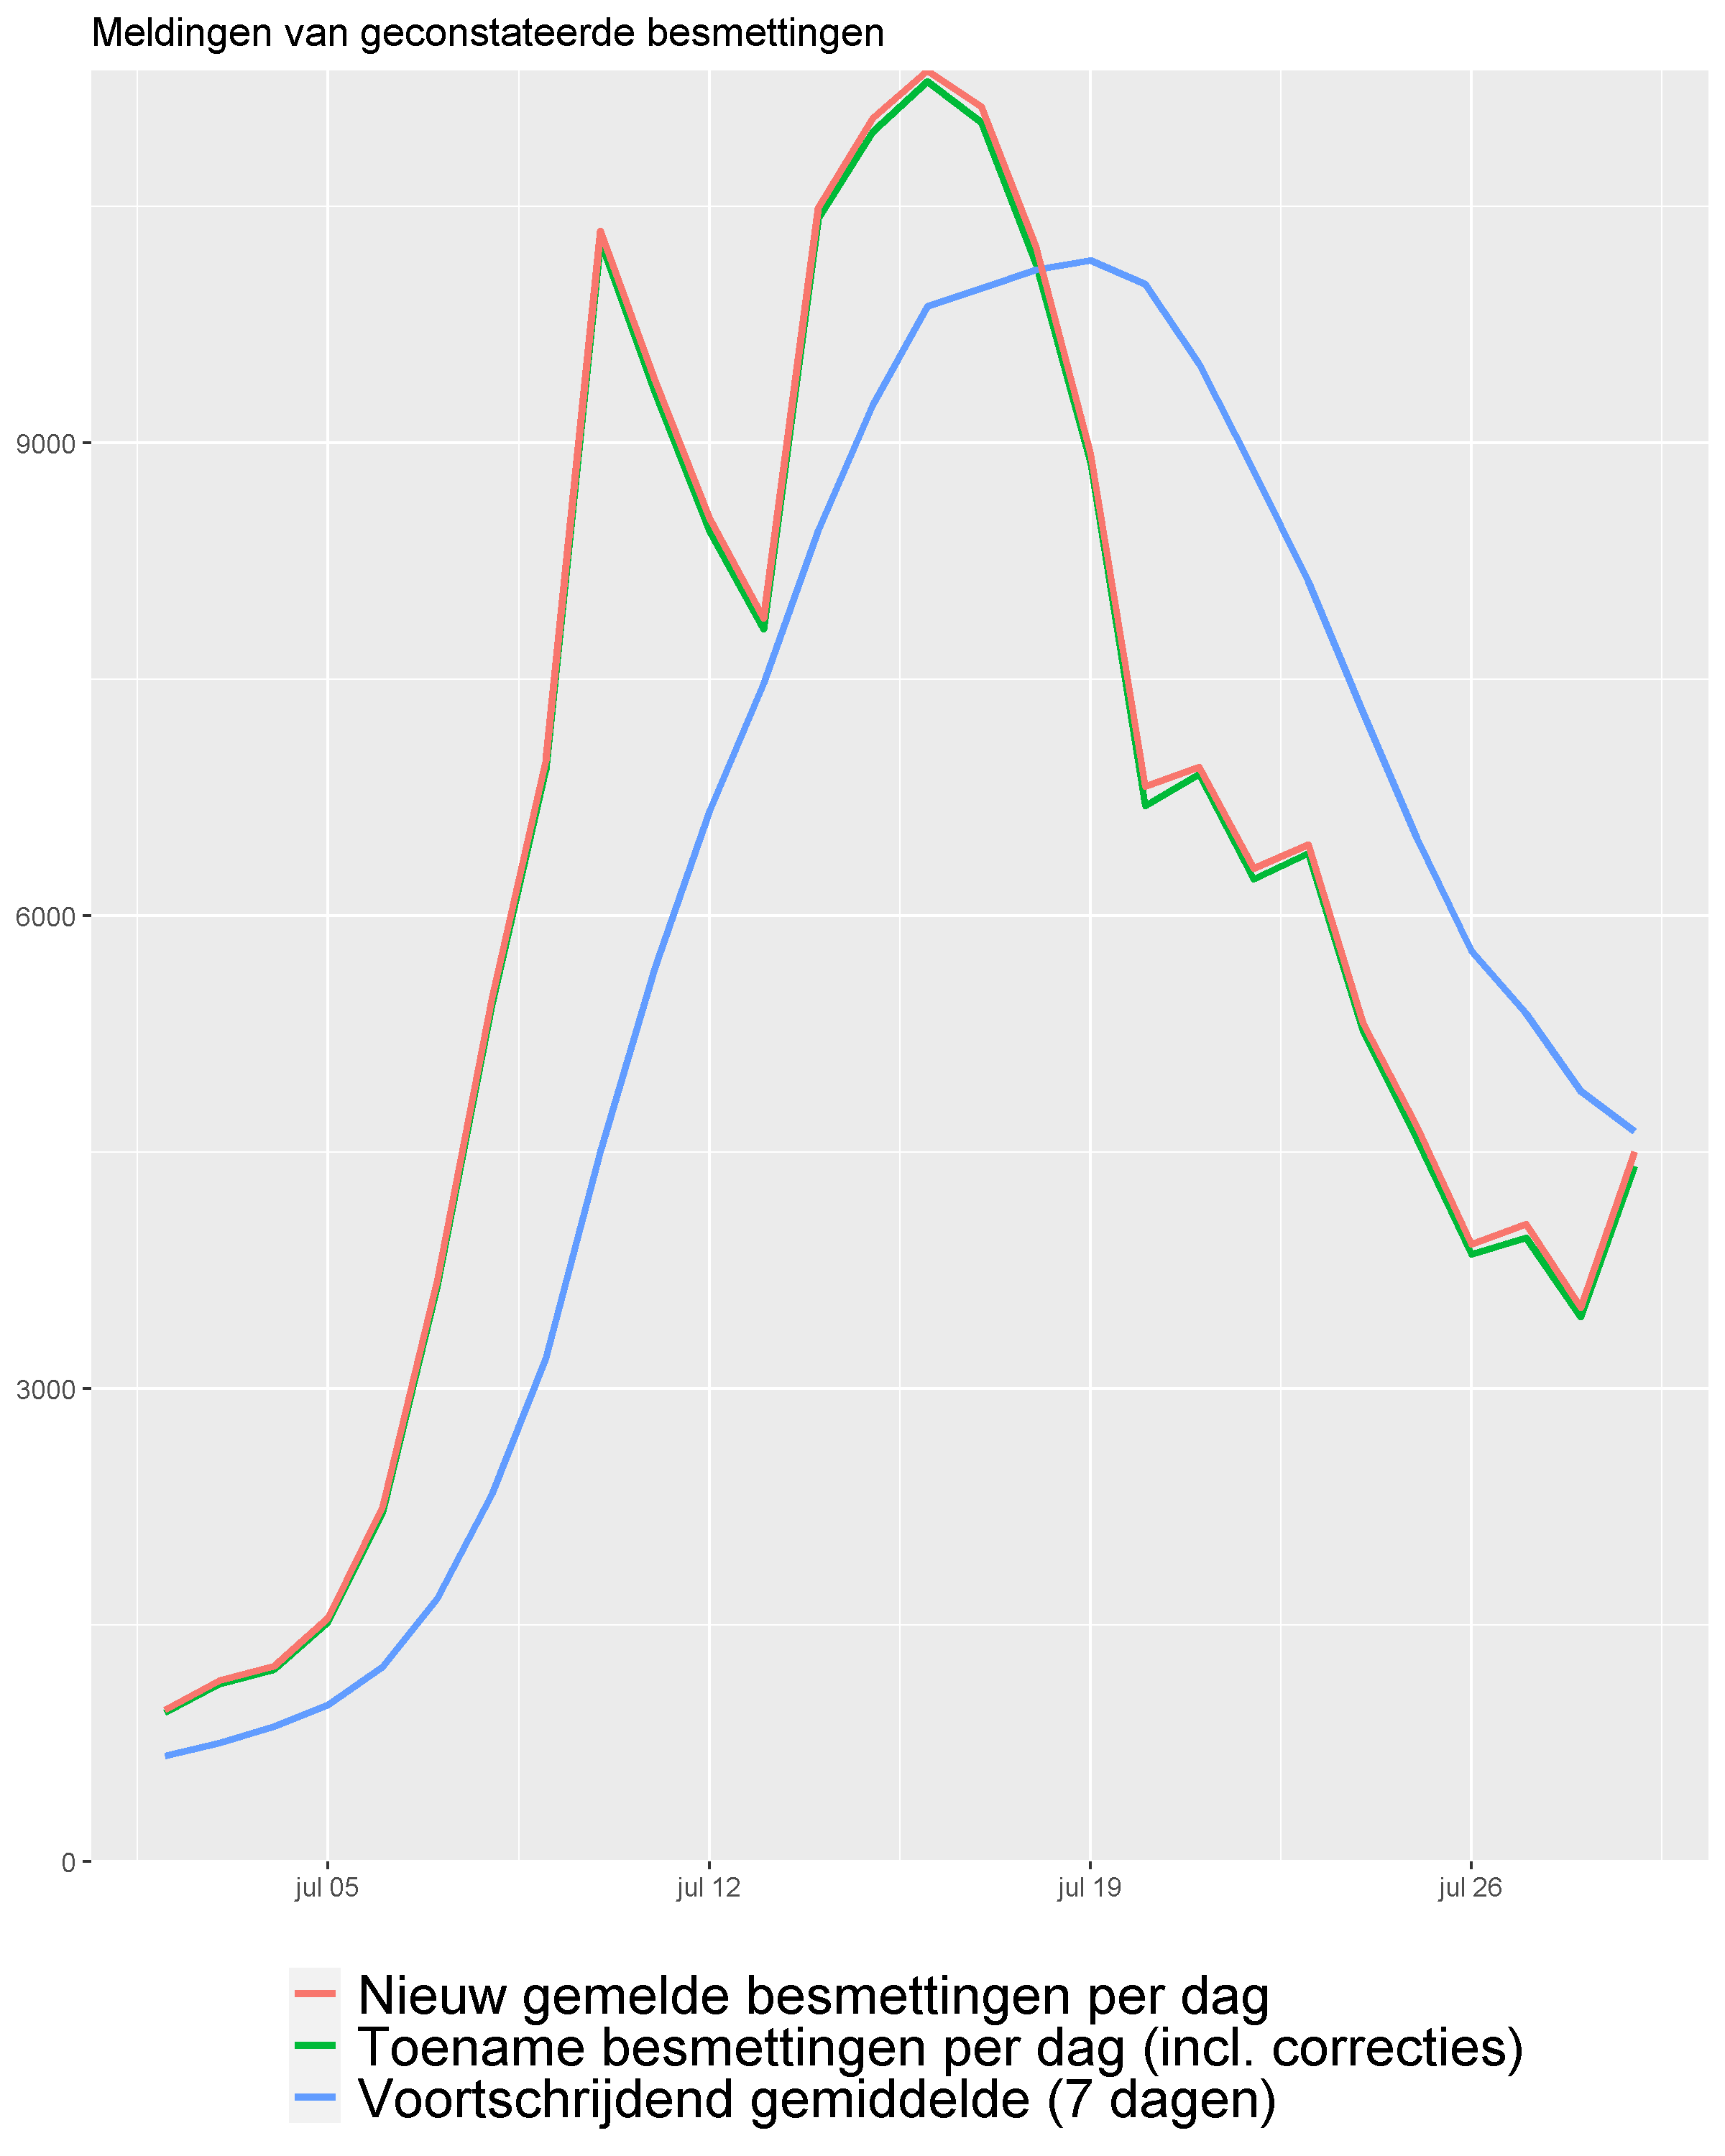 Meldingen van geconstateerde besmettingen
9000
6000
3000
0
jul 05 jul 12 jul 19 jul 26
Nieuw gemelde besmettingen per dag
Toename besmettingen per dag (incl. correcties)
Voortschrijdend gemiddelde (7 dagen)